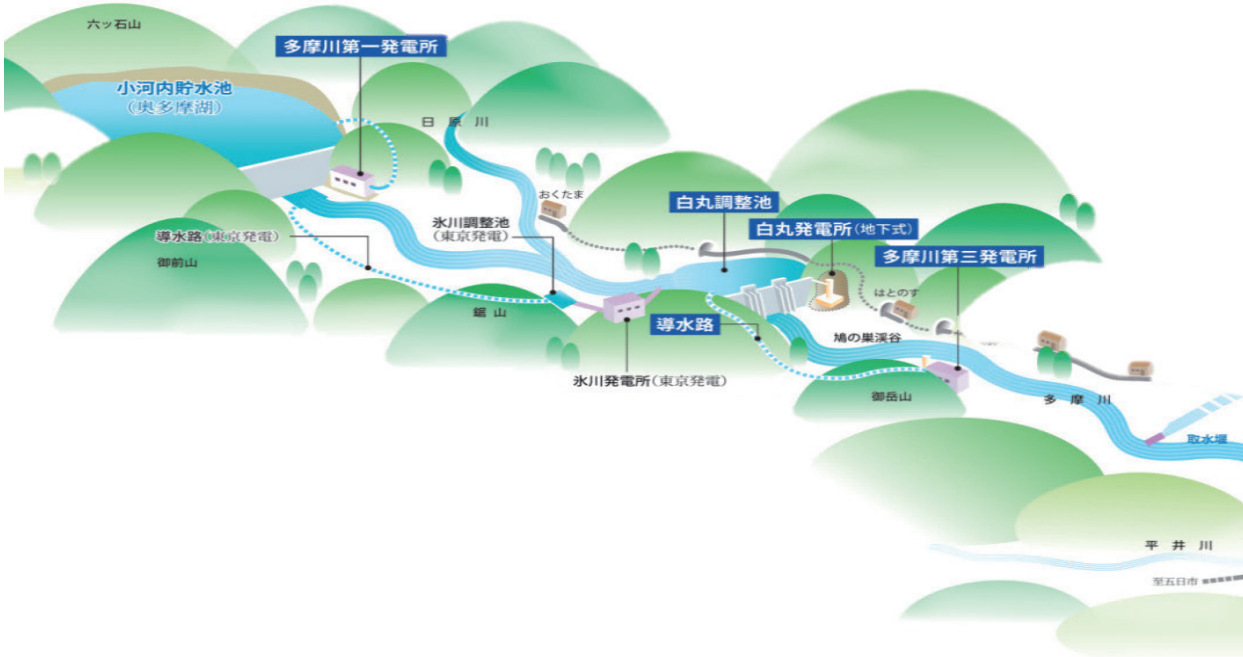 六ツ石山
多摩川第一発電所
小河内貯水池
(奥多摩湖)
日原川
おくたま
白丸調整池
氷川調整池
(東京発電)
白丸発電所(地下式)
導水路(東京発電)
多摩川第三発電所
御前山
はとのす
鋸山
導水路
鳩の巣渓谷
氷川発電所(東京発電)
御岳山
多摩川
取水堰
平井川
至五日市